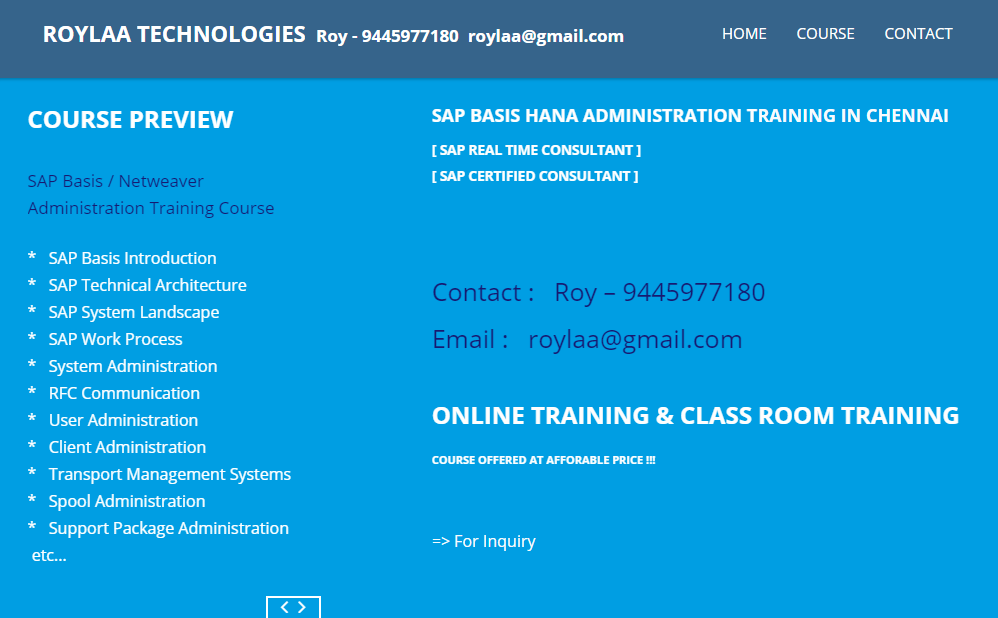 ROYLAA TECHNOLOGIES Roy - 9445977180 roylaa@gmail.com
HOME COURSE CONTACT
COURSE PREVIEW
SAP Basis / Netweaver
Administration Training Course
* SAP Basis Introduction
* SAP Technical Architecture
* SAP System Landscape
* SAP Work Process
* System Administration
* RFC Communication
* User Administration
* Client Administration
* Transport Management Systems
* Spool Administration
* Support Package Administration
etc...
SAP BASIS HANA ADMINISTRATION TRAINING IN CHENNAI
[ SAP REAL TIME CONSULTANT ]
[ SAP CERTIFIED CONSULTANT ]
Contact : Roy – 9445977180
Email : roylaa@gmail.com
ONLINE TRAINING & CLASS ROOM TRAINING
COURSE OFFERED AT AFFORABLE PRICE !!!
=> For Inquiry